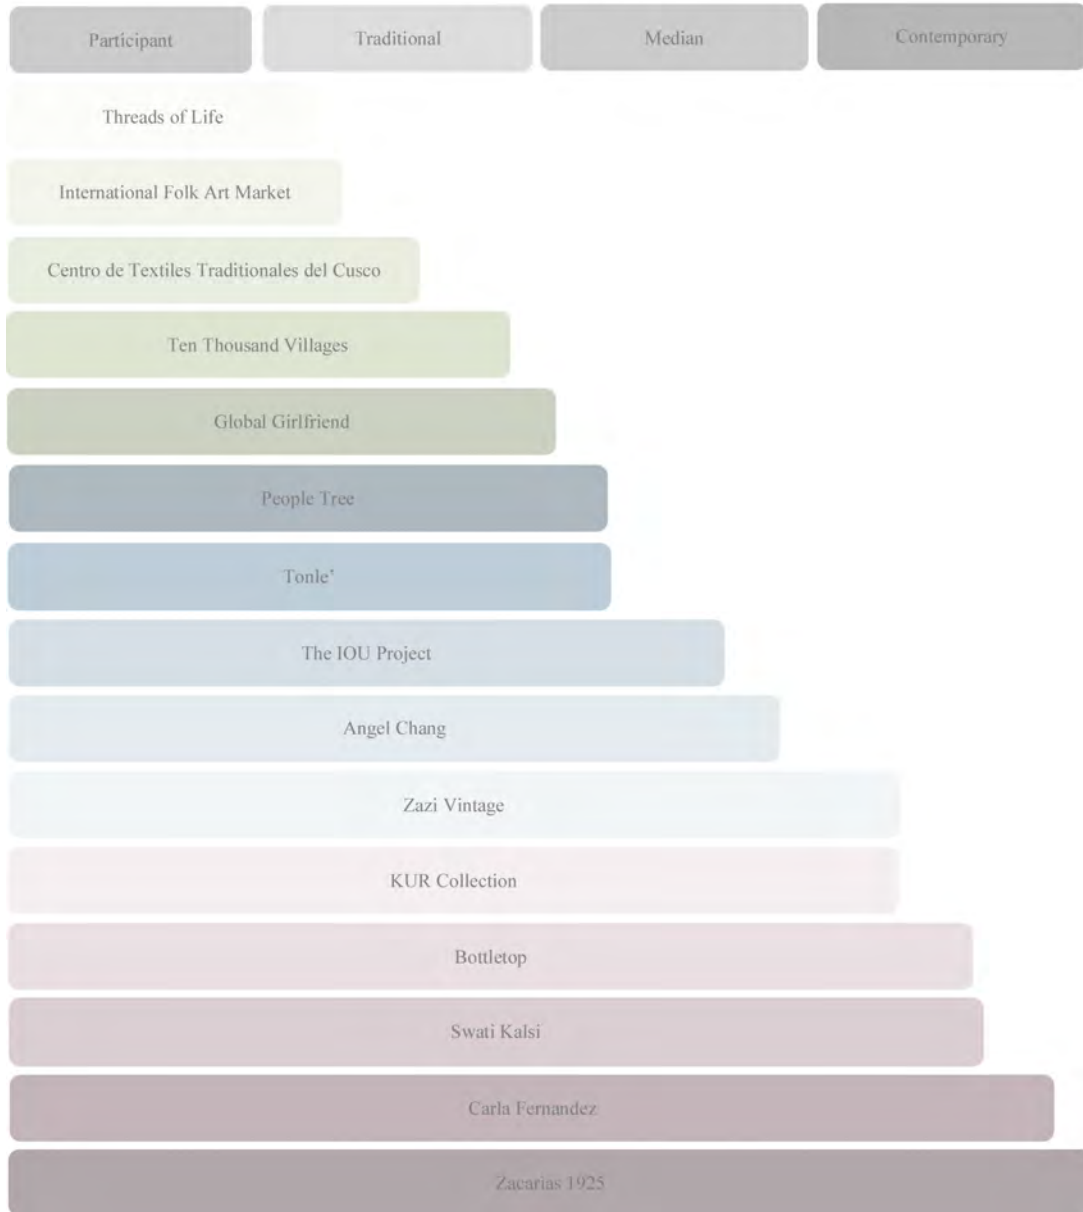 Participant Traditional Median Contemporary
Threads of Life
International Folk Art Market
Centro de Textiles Traditionales del Cusco
Ten Thousand Villages
Global Girlfriend
People Tree
Tonle’
The IOU Project
Angel Chang
Zazi Vintage
KUR Collection
Bottletop
Swati Kalsi
Carla Fernandez
Zacarias 1925